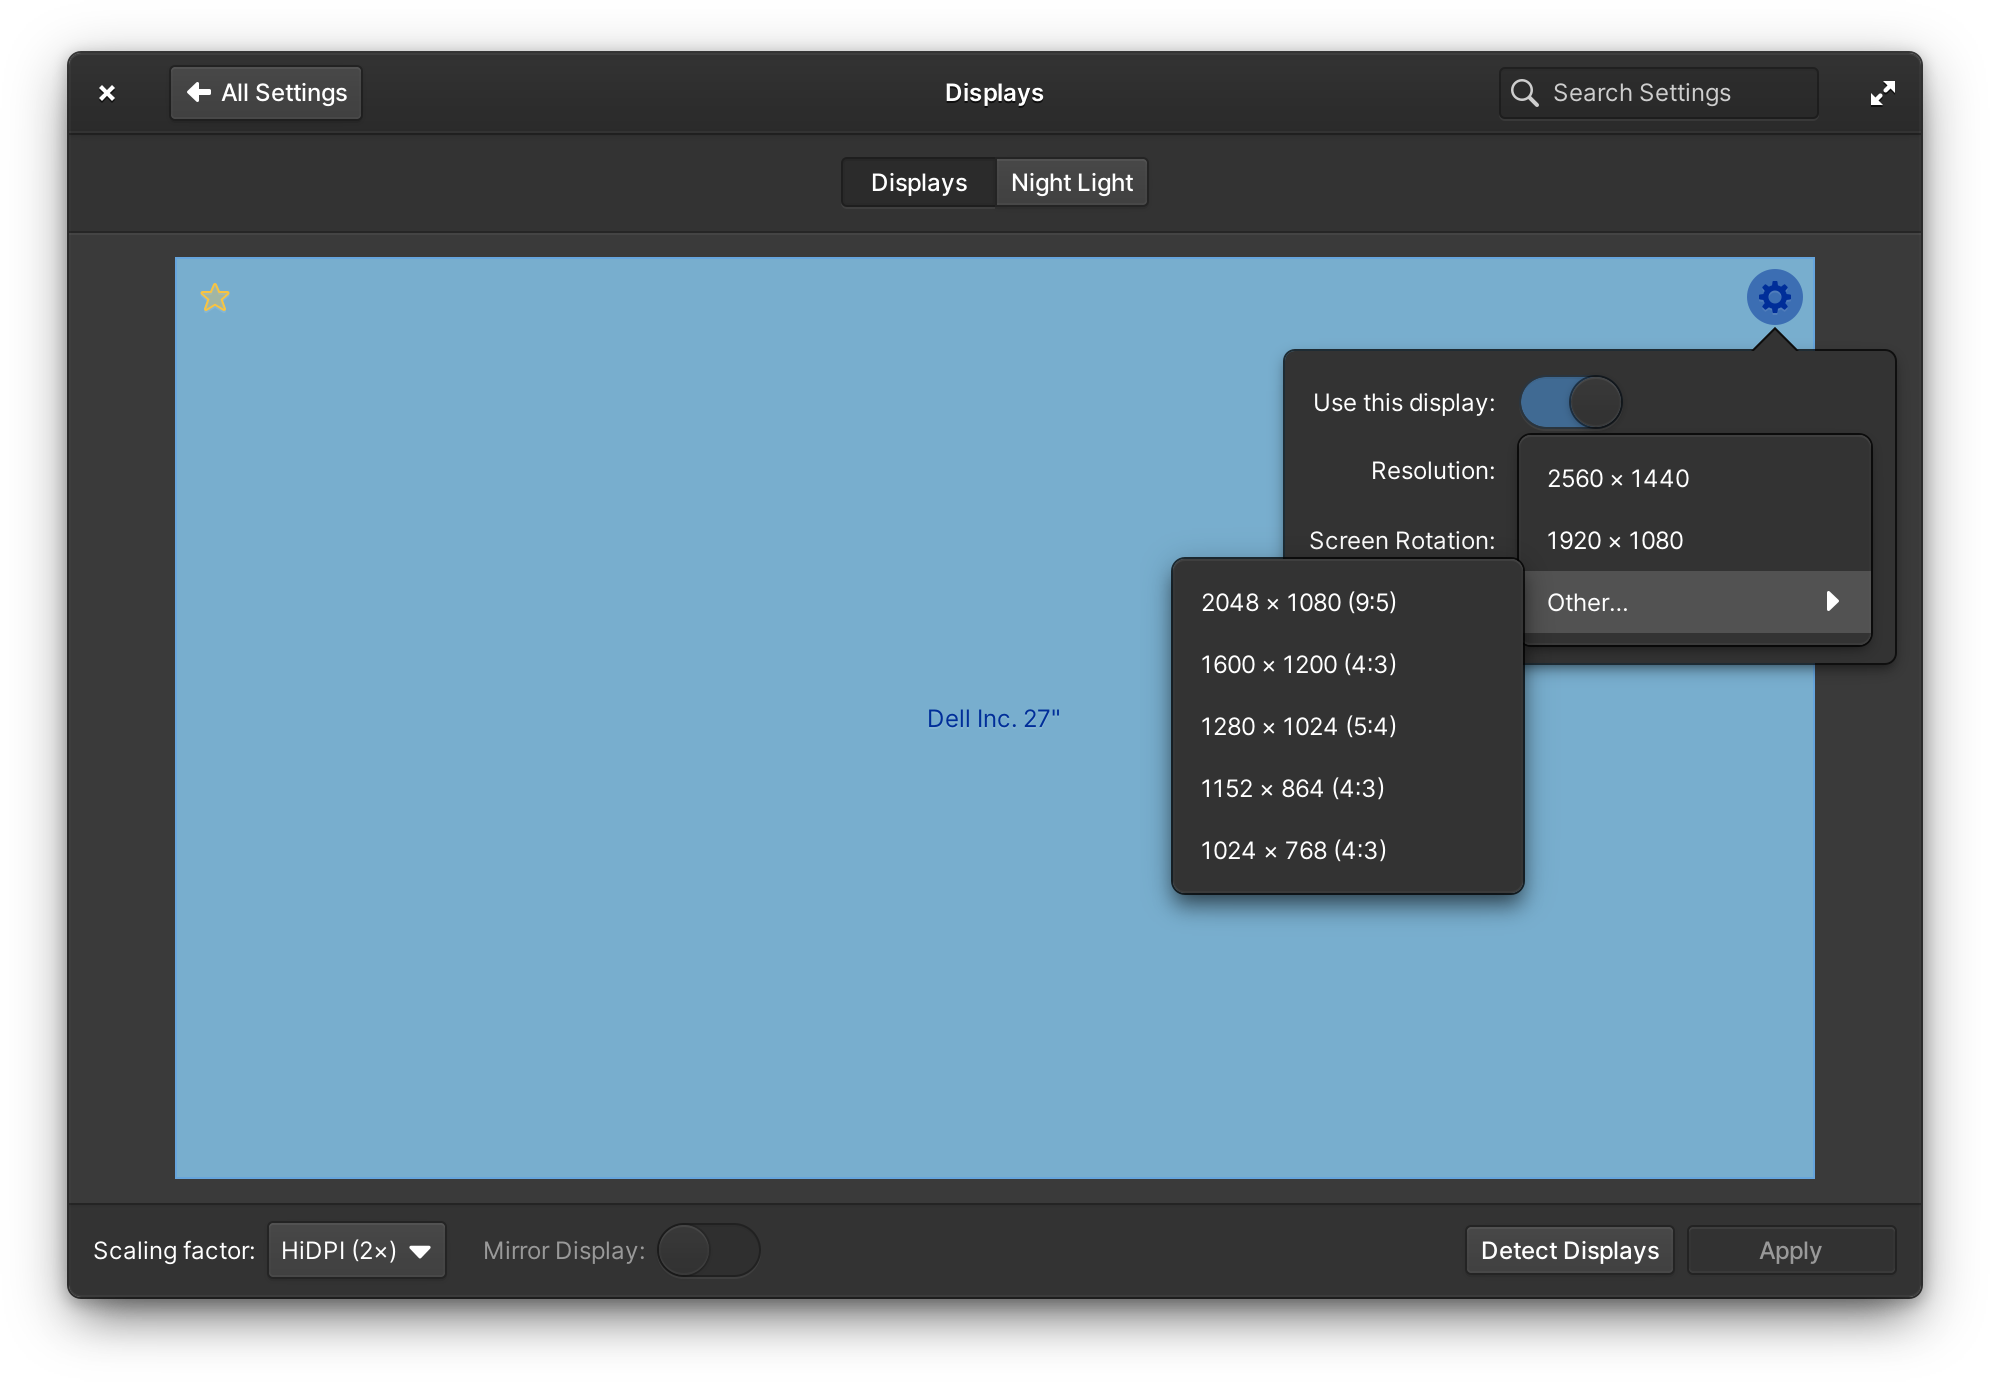 All Settings
Displays
Search Settings
Displays
Night Light
Use this display:
Resolution:
2560 × 1440
Screen Rotation:
1920 × 1080
Other...
2048 × 1080 (9:5)
1600 × 1200 (4:3)
1280 × 1024 (5:4)
1152 × 864 (4:3)
1024 × 768 (4:3)
Dell Inc. 27"
Scaling factor:
HiDPI (2×)
Mirror Display:
Detect Displays
Apply